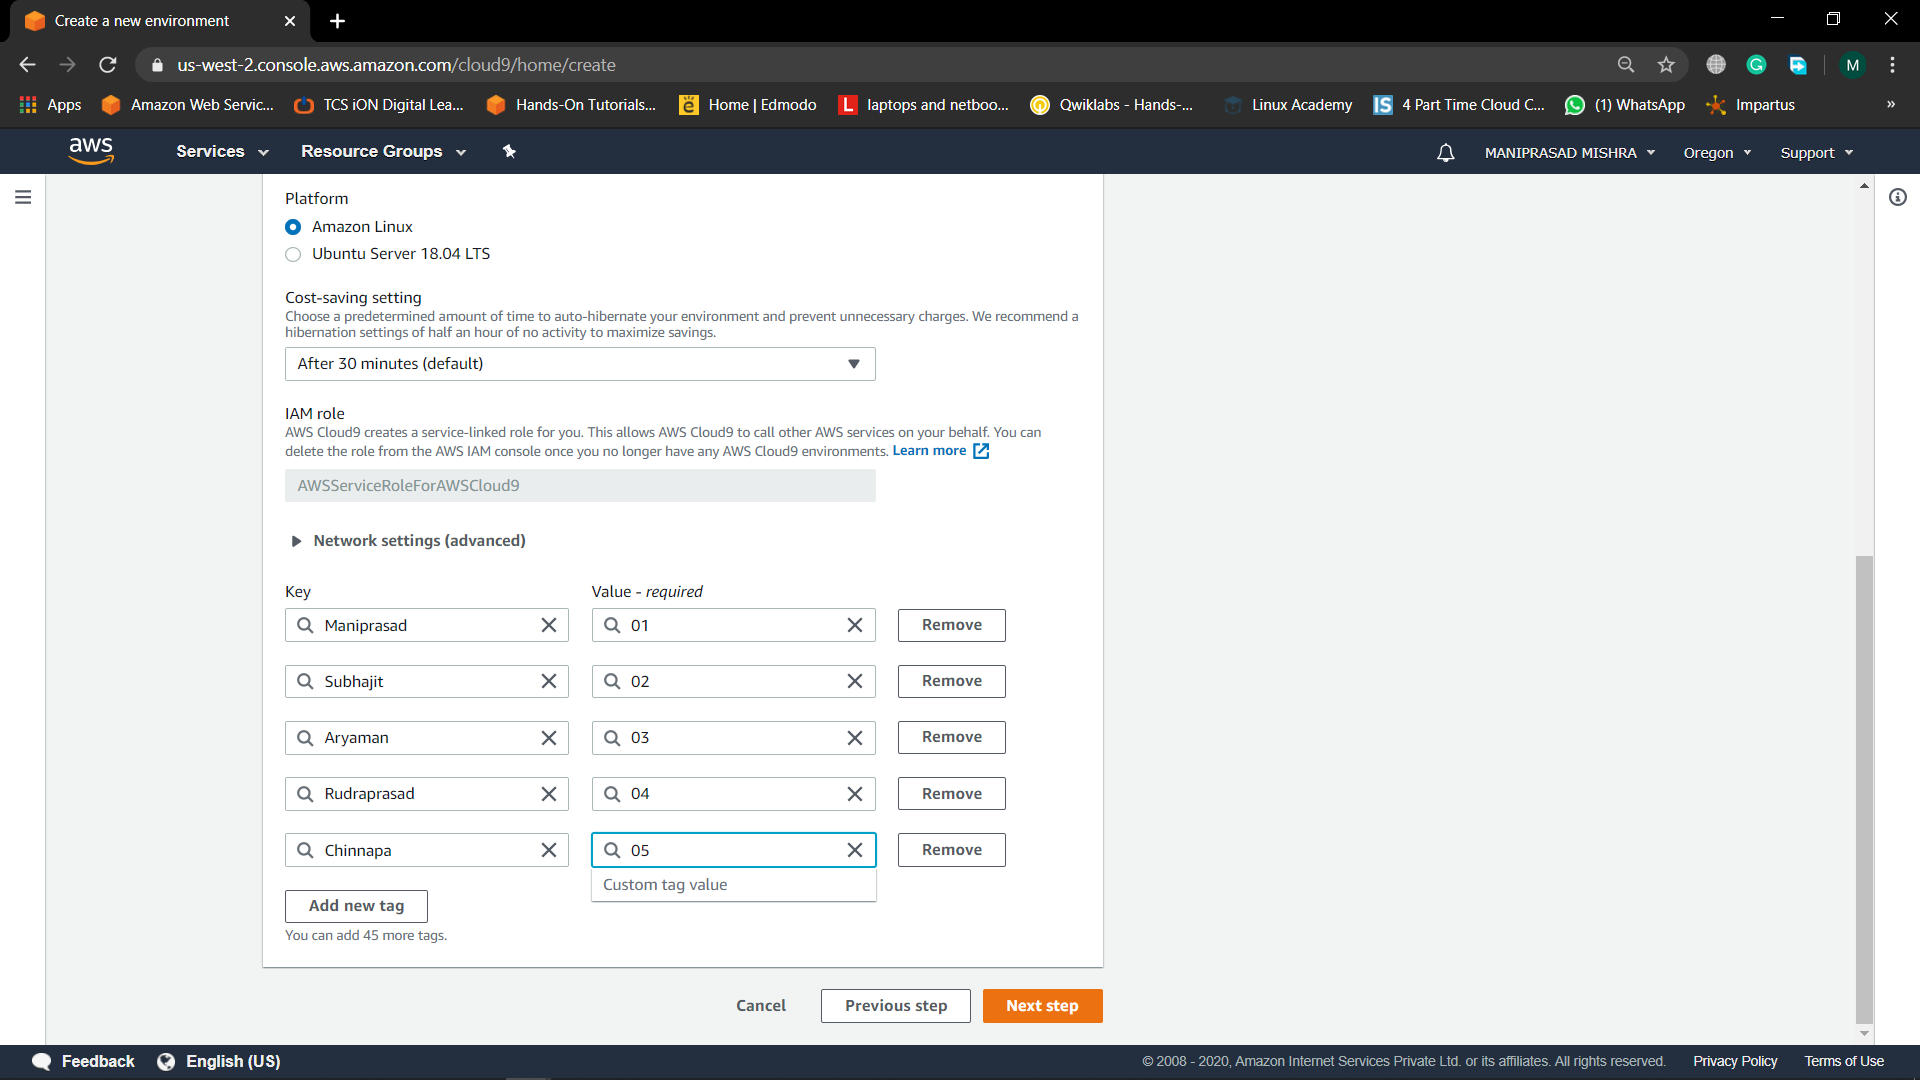 Create a new environment
us-west-2.console.aws.amazon.com/cloud9/home/create
M
Apps Amazon Web Servic... TCS iON Digital Lea... Hands-On Tutorials... Home | Edmodo laptops and netboo... Qwiklabs - Hands-... Linux Academy 4 Part Time Cloud C... (1) WhatsApp Impartus »
aws Services Resource Groups MANIPRASAD MISHRA Oregon Support
Platform
Amazon Linux
Ubuntu Server 18.04 LTS
Cost-saving setting
Choose a predetermined amount of time to auto-hibernate your environment and prevent unnecessary charges. We recommend a
hibernation settings of half an hour of no activity to maximize savings.
After 30 minutes (default)
IAM role
AWS Cloud9 creates a service-linked role for you. This allows AWS Cloud9 to call other AWS services on your behalf. You can
delete the role from the AWS IAM console once you no longer have any AWS Cloud9 environments. Learn more
AWSServiceRoleForAWSCloud9
Network settings (advanced)
Key Value - required
Maniprasad 01 Remove
Subhajit 02 Remove
Aryaman 03 Remove
Rudraprasad 04 Remove
Chinnapa 05 Remove
Custom tag value
Add new tag
You can add 45 more tags.
Cancel Previous step Next step
Feedback English (US) © 2008 - 2020, Amazon Internet Services Private Ltd. or its affiliates. All rights reserved. Privacy Policy Terms of Use